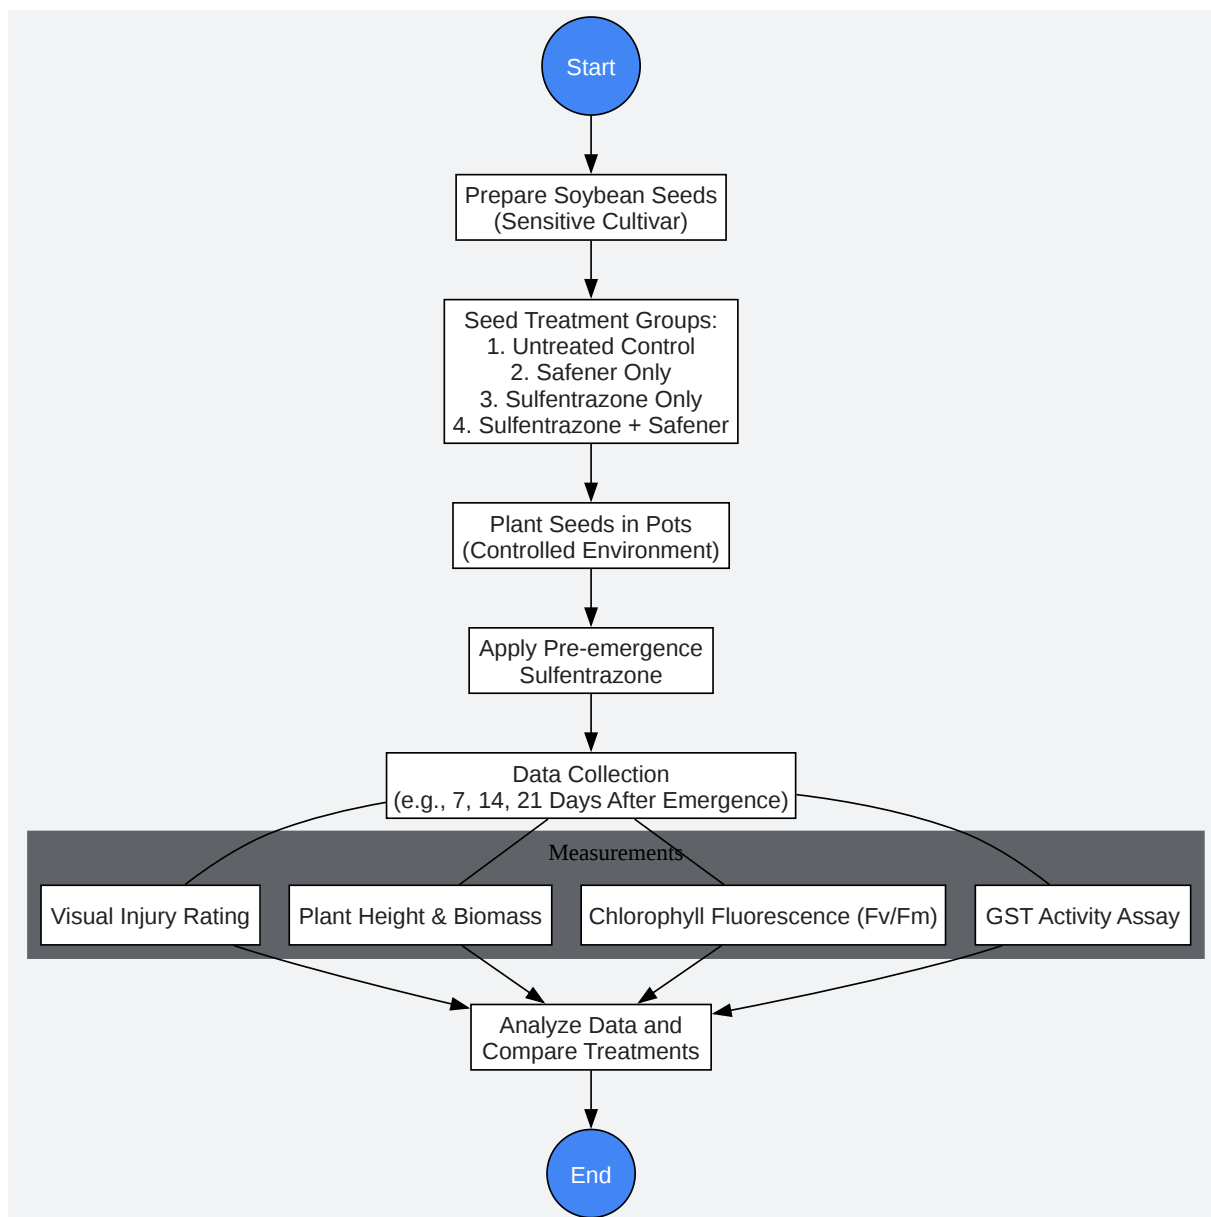 Start
Prepare Soybean Seeds
(Sensitive Cultivar)
Seed Treatment Groups:
1. Untreated Control
2. Safener Only
3. Sulfentrazone Only
4. Sulfentrazone + Safener
Plant Seeds in Pots
(Controlled Environment)
Apply Pre-emergence
Sulfentrazone
Data Collection
(e.g., 7, 14, 21 Days After Emergence)
Measurements
Visual Injury Rating
Plant Height & Biomass
Chlorophyll Fluorescence (Fv/Fm)
GST Activity Assay
Analyze Data and
Compare Treatments
End